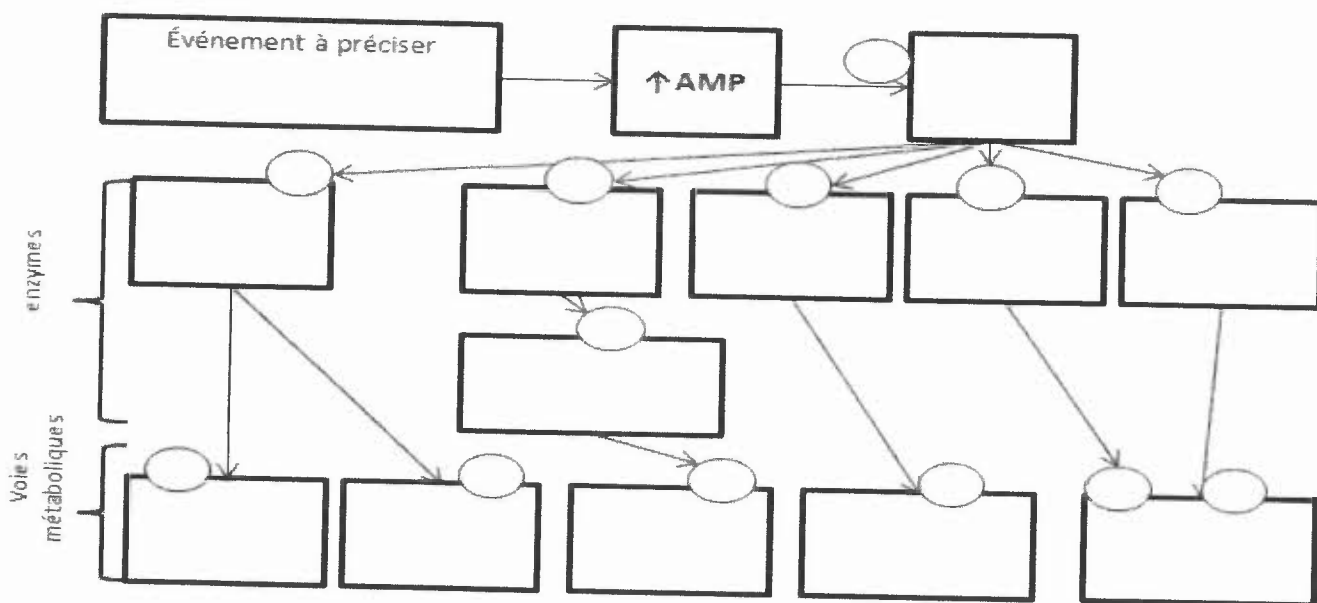 Événement à préciser
↑ AMP
enzymes
Voies
métaboliques